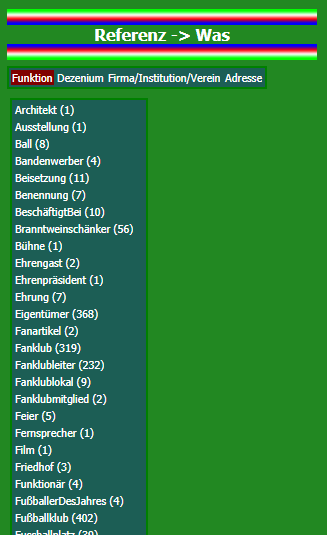 Referenz -> Was
Funktion Dezenium Firma/Institution/Verein Adresse
Architekt (1)
Ausstellung (1)
Ball (8)
Bandenwerber (4)
Beisetzung (11)
Benennung (7)
BeschäftigtBei (10)
Branntweinschänker (56)
Bühne (1)
Ehrengast (2)
Ehrenpräsident (1)
Ehrung (7)
Eigentümer (368)
Fanartikel (2)
Fanklub (319)
Fanklubleiter (232)
Fanklublokal (9)
Fanklubmitglied (2)
Feier (5)
Fernsprecher (1)
Film (1)
Friedhof (3)
Funktionär (4)
FußballerDesJahres (4)
Fußballklub (402)
Fussballplatz (39)